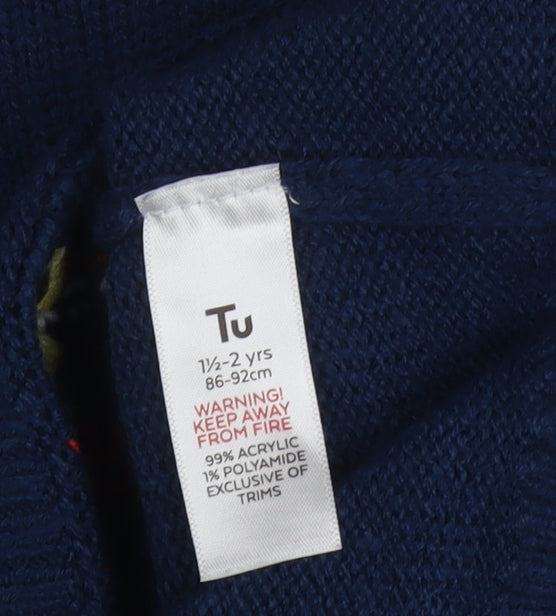 Tu
1½-2 yrs
86-92cm
WARNING!
KEEP AWAY
FROM FIRE
99% ACRYLIC
1% POLYAMIDE
EXCLUSIVE OF
TRIMS